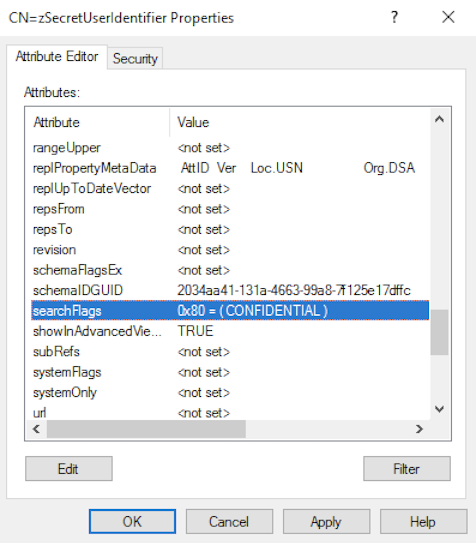 CN=zSecretUserIdentifier Properties ?
Attribute Editor Security
Attributes:
Attribute Value
rangeUpper <not set>
replPropertyMetaData AttID Ver Loc.USN Org.DSA
replUpToDateVector <not set>
repsFrom <not set>
repsTo <not set>
revision <not set>
schemaFlagsEx <not set>
schemaIDGUID 2034aa41-131a-4663-99a8-7f125e17dffc
searchFlags 0x80 = ( CONFIDENTIAL )
showInAdvancedVie... TRUE
subRefs <not set>
systemFlags <not set>
systemOnly <not set>
url <not set>
Edit Filter
OK Cancel Apply Help